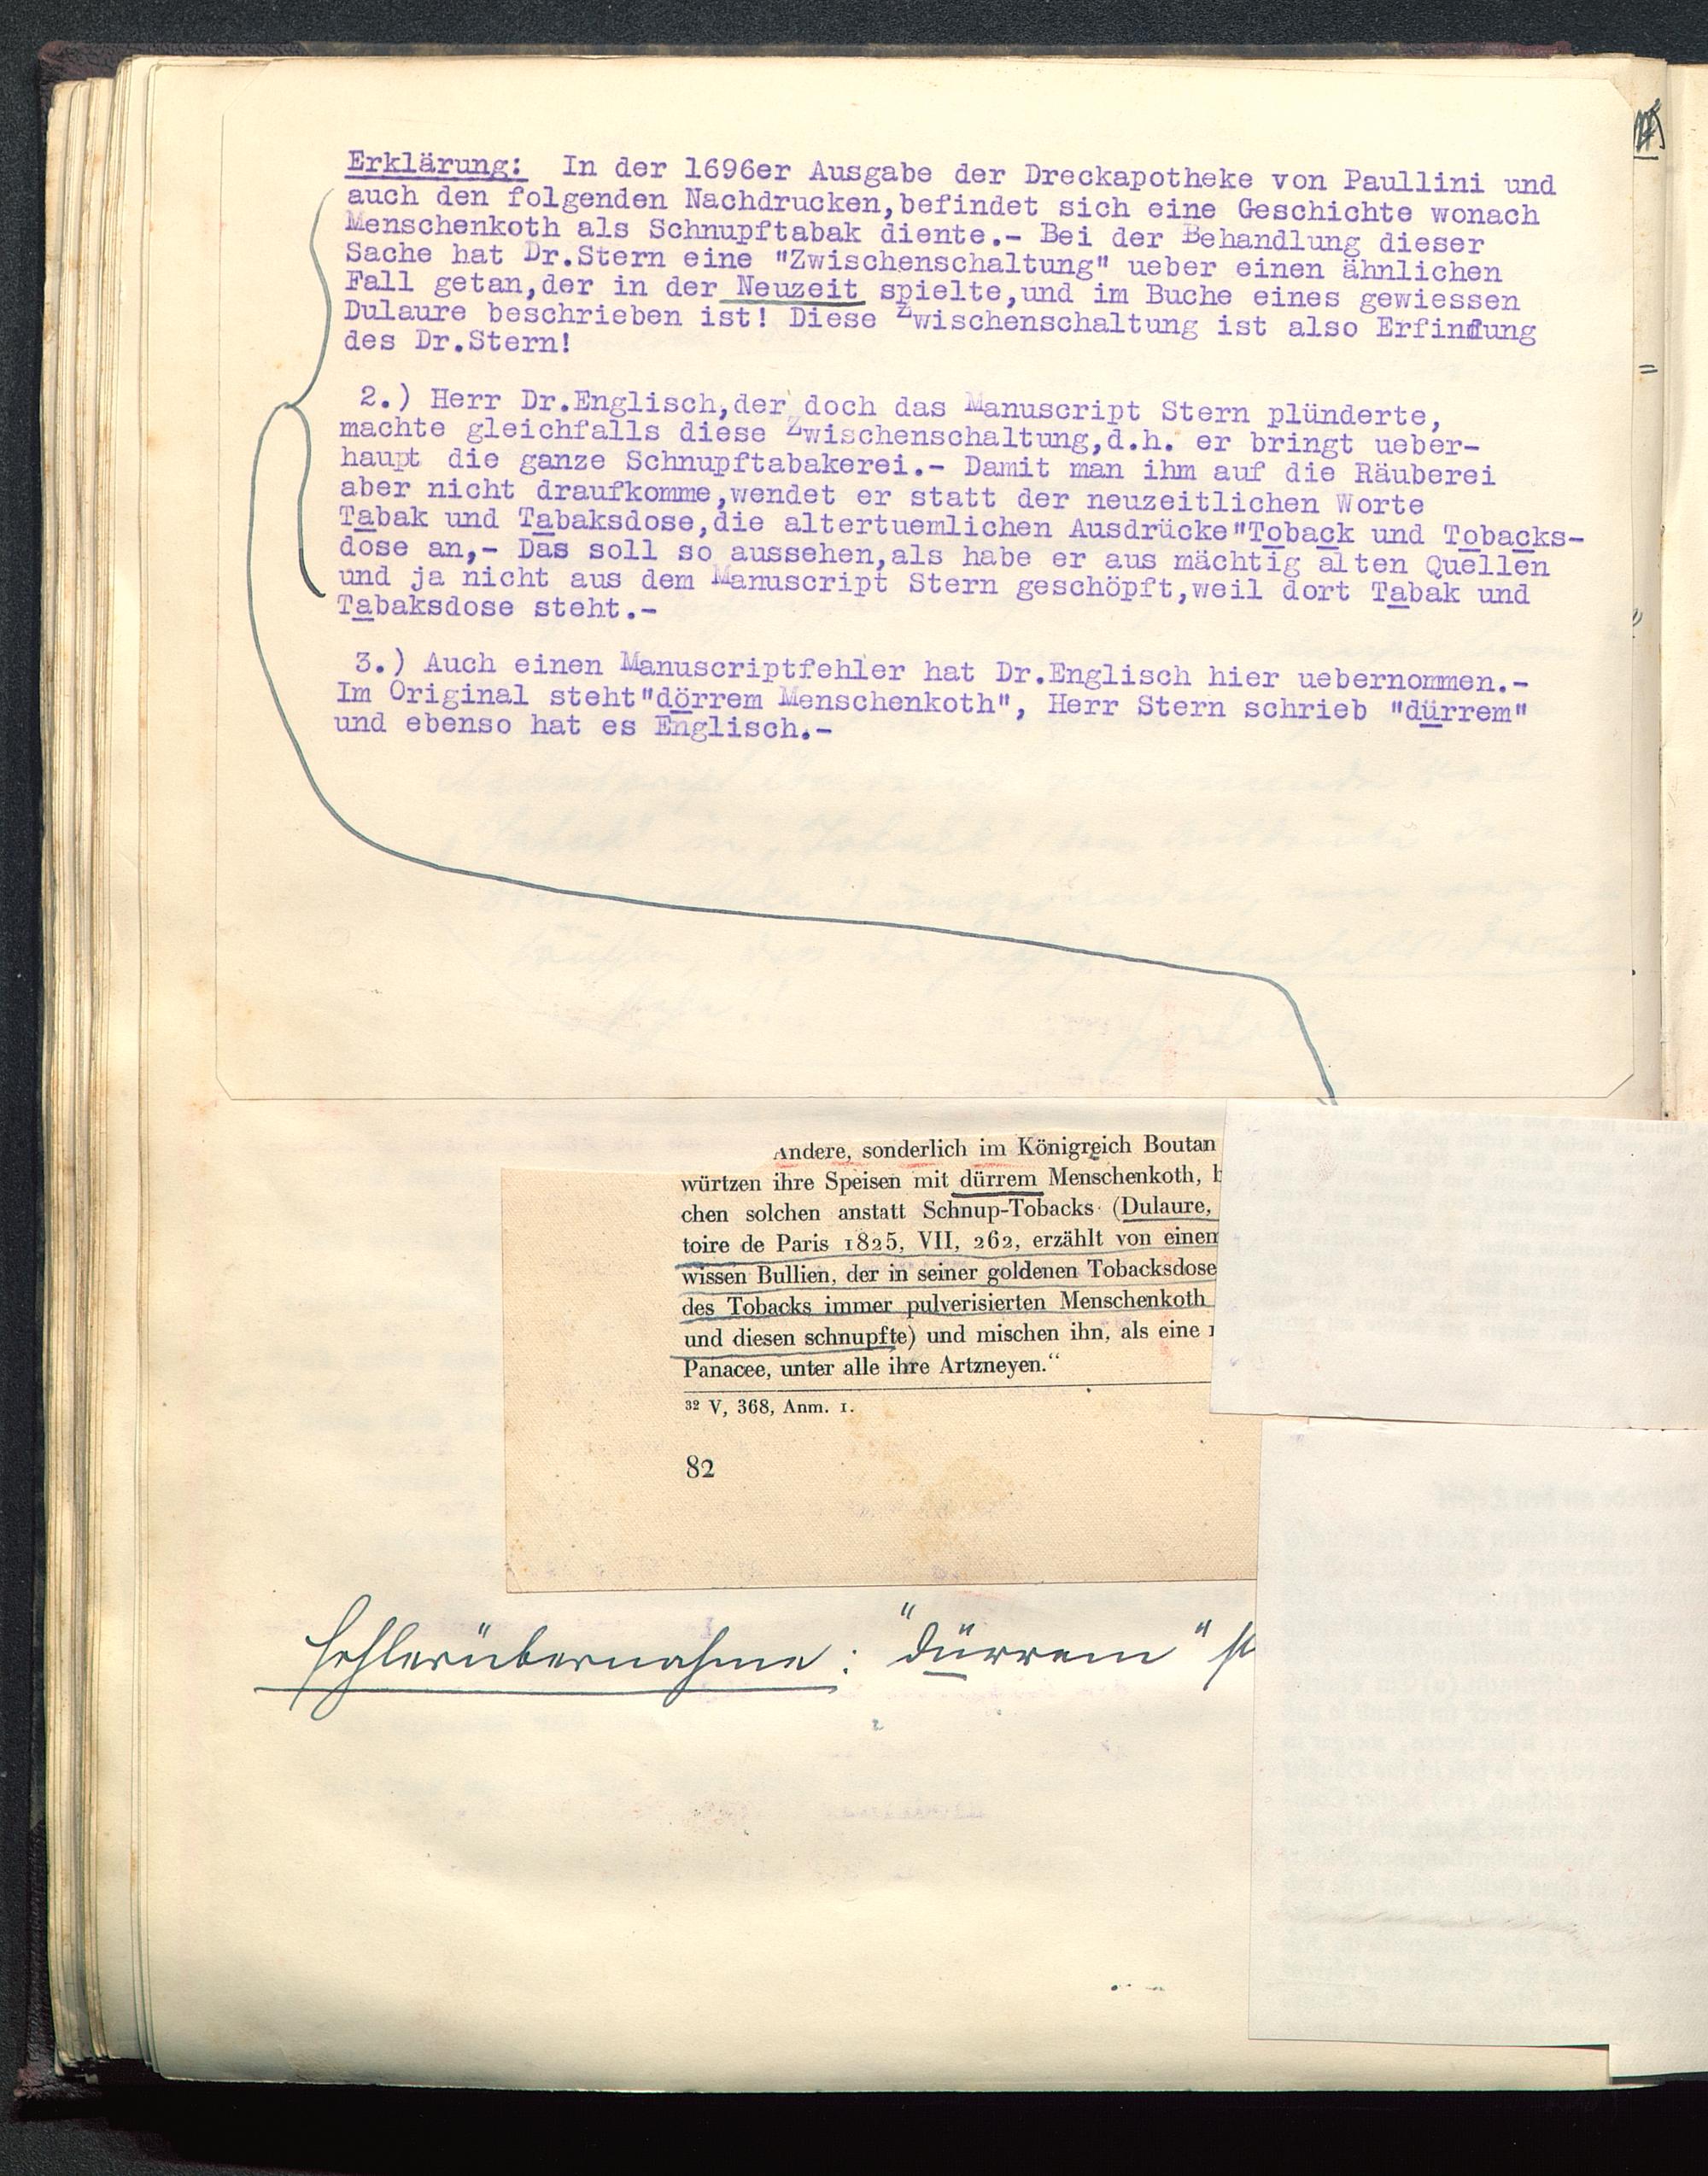 Erklärung: In der 1696er Ausgabe der Dreckapotheke von Paullini und
auch den folgenden Nachdrucken,befindet sich eine Geschichte wonach
Menschenkoth als Schnupftabak diente.- Bei der Behandlung dieser
Sache hat Dr.Stern eine "Zwischenschaltung" ueber einen ähnlichen
Fall getan,der in der Neuzeit spielte,und im Buche eines gewiessen
Dulaure beschrieben ist! Diese Zwischenschaltung ist also Erfindung
des Dr.Stern!
2.) Herr Dr.Englisch,der doch das Manuscript Stern plünderte,
machte gleichfalls diese Zwischenschaltung,d.h. er bringt ueber-
haupt die ganze Schnupftabakerei.- Damit man ihm auf die Räuberei
aber nicht draufkomme,wendet er statt der neuzeitlichen Worte
Tabak und Tabaksdose,die altertuemlichen Ausdrücke"Toback und Tobacks-
dose an,- Das soll so aussehen,als habe er aus mächtig alten Quellen
und ja nicht aus dem Manuscript Stern geschöpft,weil dort Tabak und
Tabaksdose steht.-
3.) Auch einen Manuscriptfehler hat Dr.Englisch hier uebernommen.-
Im Original steht"dörrem Menschenkoth", Herr Stern schrieb "dürrem"
und ebenso hat es Englisch.-
Andere, sonderlich im Königreich Boutan
würtzen ihre Speisen mit dürrem Menschenkoth,
chen solchen anstatt Schnup-Tobacks (Dulaure,
toire de Paris 1825, VII, 262, erzählt von einem
wissen Bullien, der in seiner goldenen Tobacksdose
des Tobacks immer pulverisierten Menschenkoth
und diesen schnupfte) und mischen ihn, als eine
Panacee, unter alle ihre Artzneyen.“
32 V, 368, Anm. 1.
82
Fehlerübernahme: "dürrem"